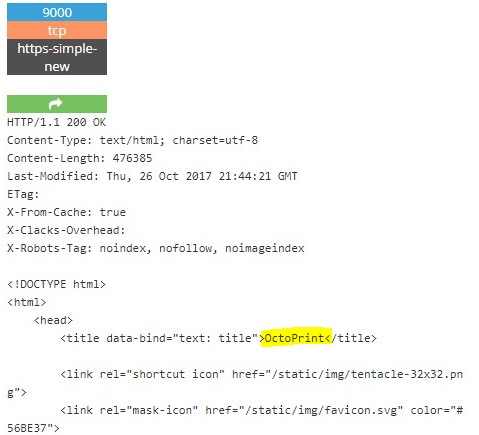 9000
tcp
https-simple-
new
HTTP/1.1 200 OK
Content-Type: text/html; charset=utf-8
Content-Length: 476385
Last-Modified: Thu, 26 Oct 2017 21:44:21 GMT
ETag:
X-From-Cache: true
X-Clacks-Overhead:
X-Robots-Tag: noindex, nofollow, noimageindex
<!DOCTYPE html>
<html>
<head>
<title data-bind="text: title">OctoPrint</title>
<link rel="shortcut icon" href="/static/img/tentacle-32x32.pn
g">
<link rel="mask-icon" href="/static/img/favicon.svg" color="#
56BE37">